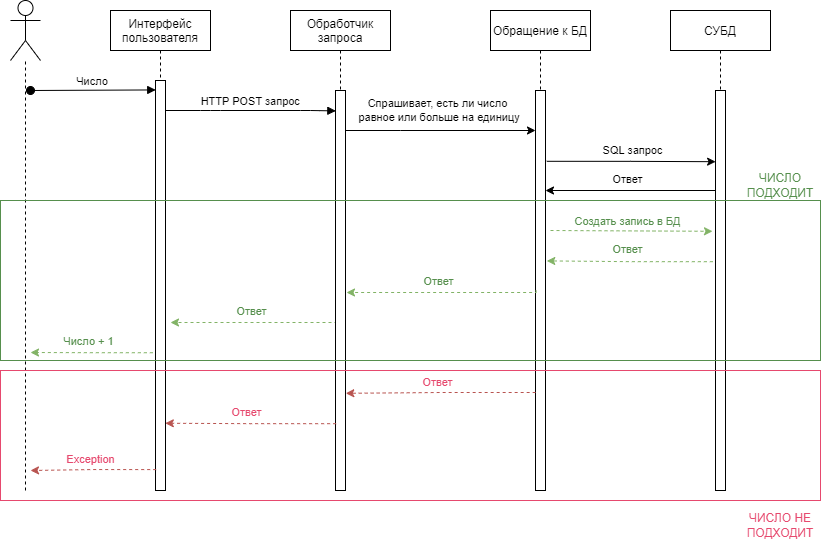 Интерфейс
пользователя
Обработчик
запроса
Обращение к БД
СУБД
Число
HTTP POST запрос
Спрашивает, есть ли число
равное или больше на единицу
SQL запрос
Ответ
ЧИСЛО
ПОДХОДИТ
Создать запись в БД
Ответ
Ответ
Ответ
Число + 1
Ответ
Ответ
Exception
ЧИСЛО НЕ
ПОДХОДИТ